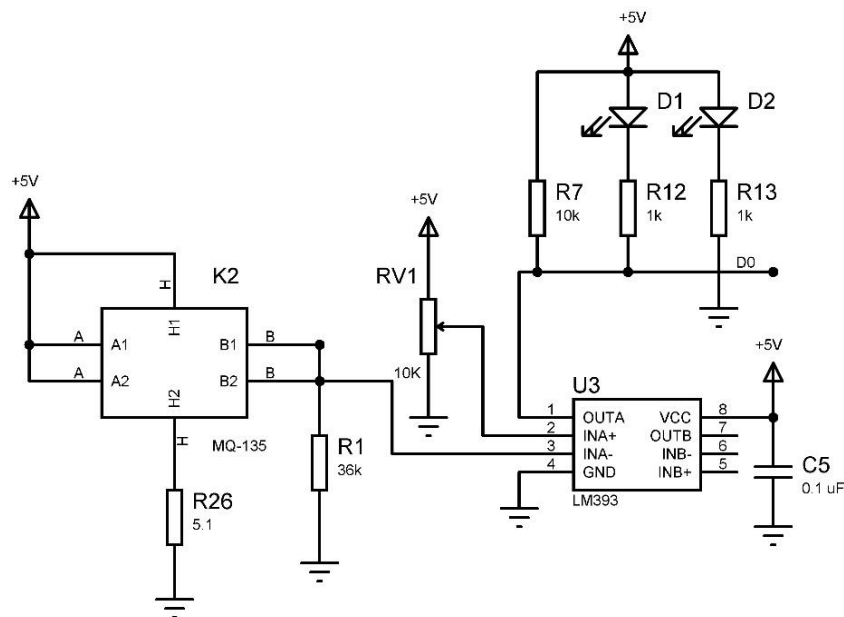 +5V
D1
D2
R7
10k
R12
1k
R13
1k
D0
+5V
H
K2
H1
A
A1
A
A2
B1
B
B2
B
H2
H
MQ-135
R26
5.1
R1
36k
+5V
RV1
10K
U3
1
OUTA
2
INA+
3
INA-
4
GND
VCC
8
OUTB
7
INB-
6
INB+
5
LM393
+5V
C5
0.1 uF